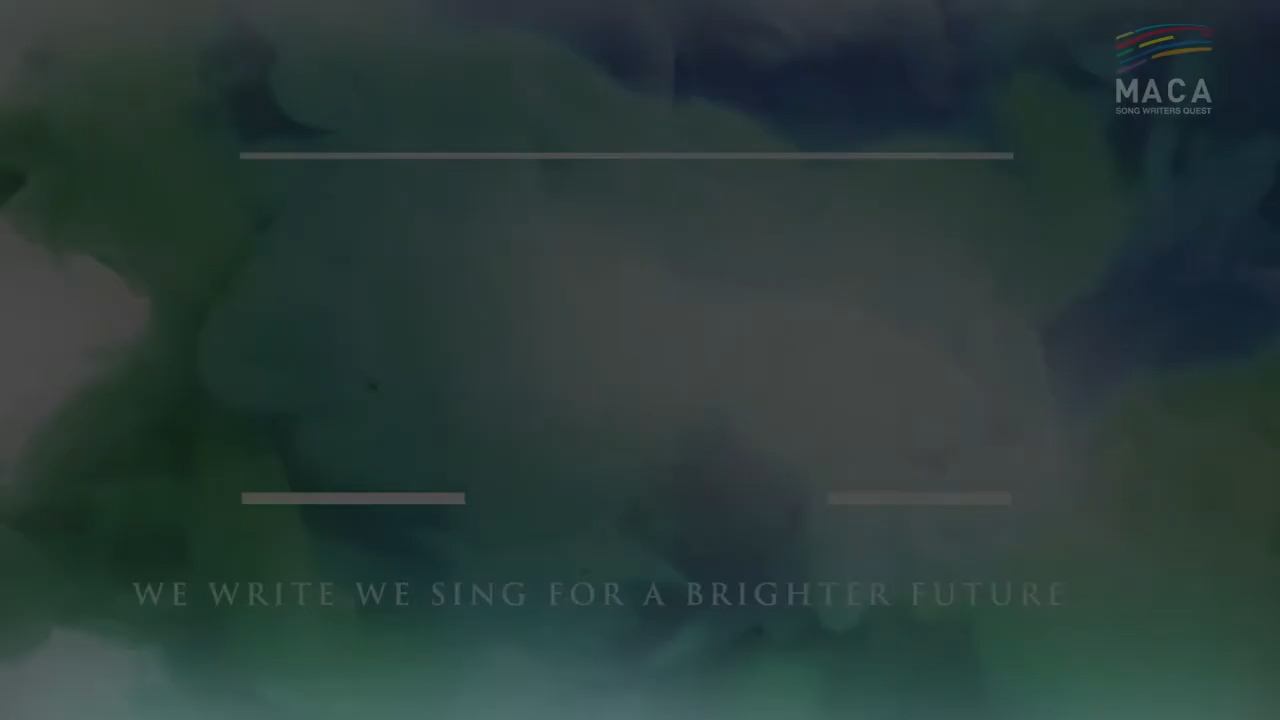 MACA
SONG WRITERS QUEST
WE WRITE WE SING FOR A BRIGHTER FUTURE